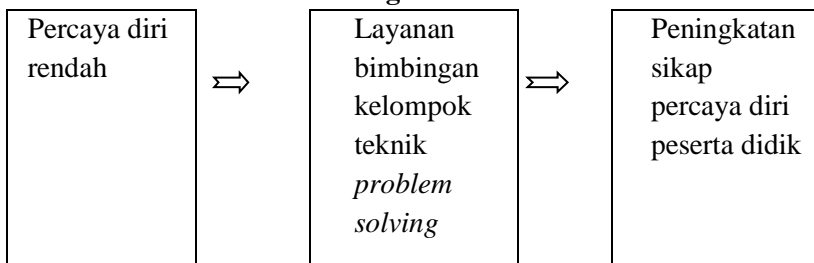 Percaya diri
rendah
Layanan
bimbingan
kelompok
teknik
problem
solving
Peningkatan
sikap
percaya diri
peserta didik